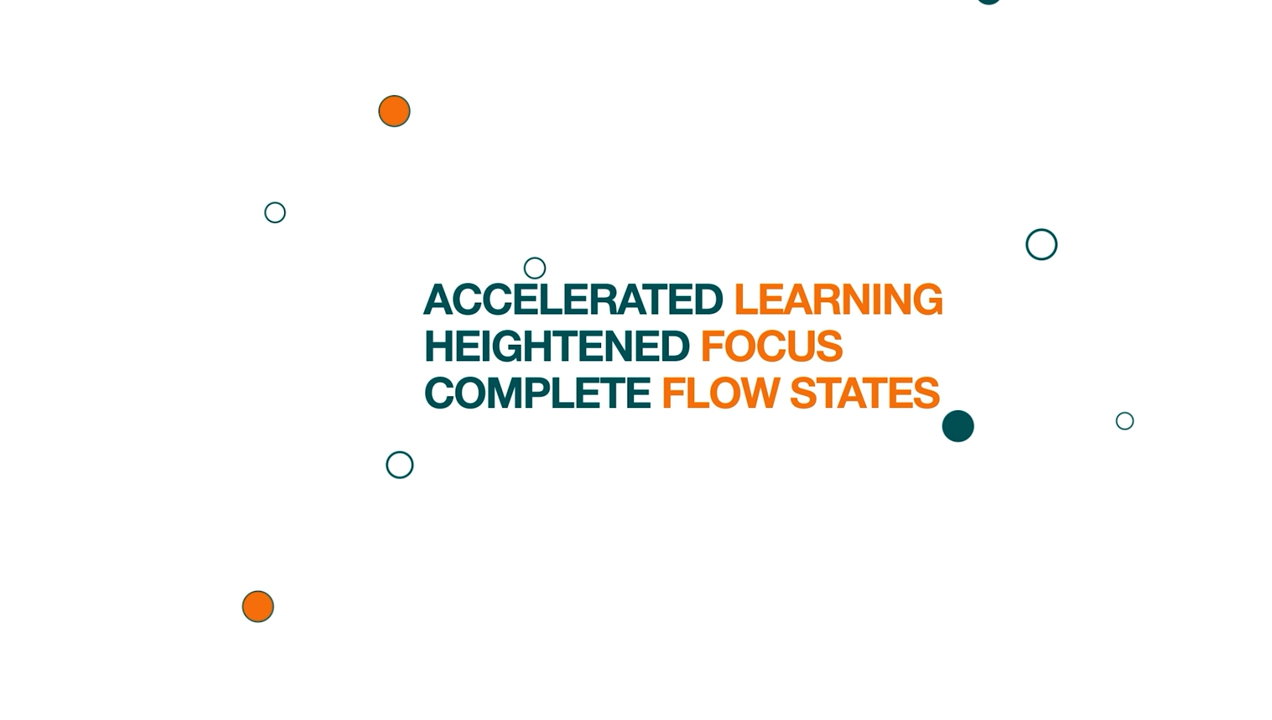 ACCELERATED LEARNING
HEIGHTENED FOCUS
COMPLETE FLOW STATES